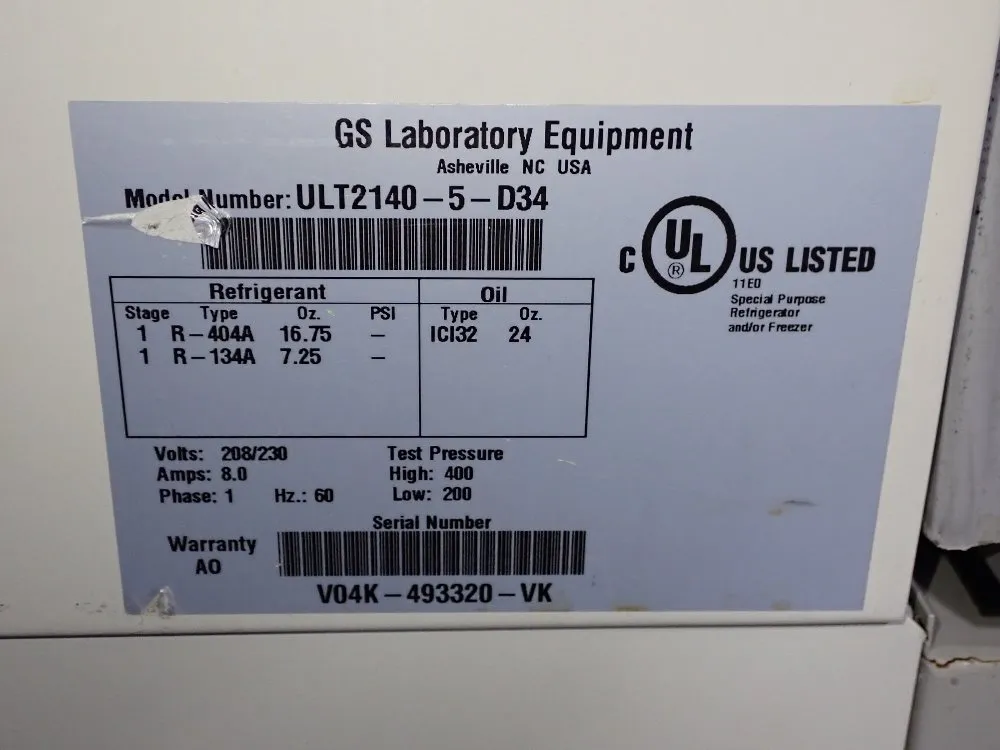 GS Laboratory Equipment
Asheville NC USA
Model Number: ULT2140-5-D34
C UL ® US LISTED
11ED
Special Purpose
Refrigerator
and/or Freezer
Refrigerant Oil
Stage Type Oz. PSI Type Oz.
1 R-404A 16.75 - ICI32 24
1 R-134A 7.25 -
Volts: 208/230 Test Pressure
Amps: 8.0 High: 400
Phase: 1 Hz.: 60 Low: 200
Serial Number
Warranty
AO
V04K-493320-VK